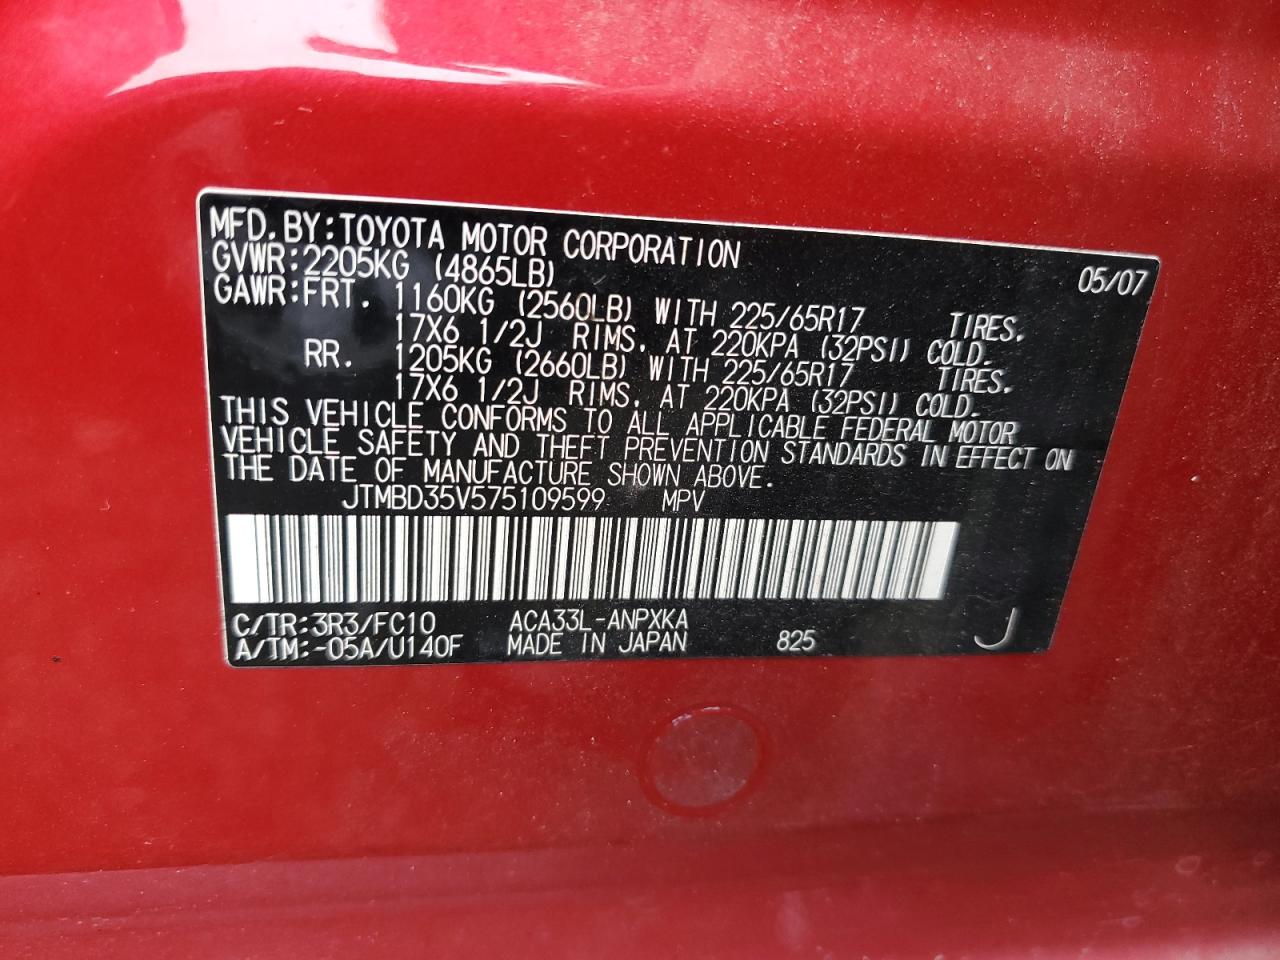 MFD.BY:TOYOTA MOTOR CORPORATION 05/07
GVWR:2205KG (4865LB)
GAWR:FRT. 1160KG (2560LB) WITH 225/65R17 TIRES.
17X6 1/2J RIMS, AT 220KPA (32PSI) COLD.
RR. 1205KG (2660LB) WITH 225/65R17 TIRES.
17X6 1/2J RIMS, AT 220KPA (32PSI) COLD.
THIS VEHICLE CONFORMS TO ALL APPLICABLE FEDERAL MOTOR
VEHICLE SAFETY AND THEFT PREVENTION STANDARDS IN EFFECT ON
THE DATE OF MANUFACTURE SHOWN ABOVE.
JTMBD35V575109599 MPV
C/TR:3R3/FC10 ACA33L-ANPXKA
A/TM:-05A/U140F MADE IN JAPAN 825 J